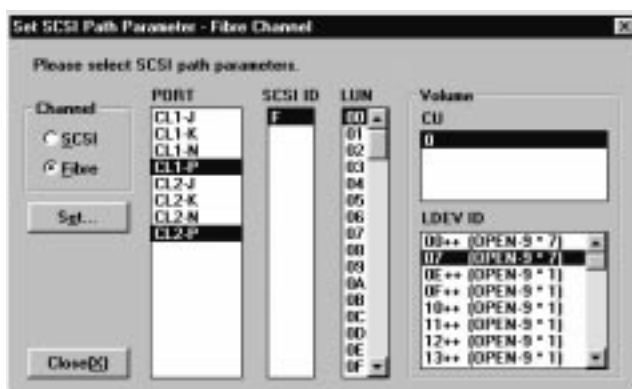 Set SCSI Path Parameter - Fibre Channel
Please select SCSI path parameters.
Channel
SCSI
Fibre
Set...
Close(X)
PORT
CL1-J
CL1-K
CL1-N
CL1-P
CL2-J
CL2-K
CL2-N
CL2-P
SCSI ID
F
LUN
00
01
02
03
04
05
06
07
08
09
0A
0B
0C
0D
0E
0F
Volume
CU
0
LDEV ID
00++ (OPEN-9 * 7)
07 (OPEN-9 * 7)
0E++ (OPEN-9 * 1)
0F++ (OPEN-9 * 1)
10++ (OPEN-9 * 1)
11++ (OPEN-9 * 1)
12++ (OPEN-9 * 1)
13++ (OPEN-9 * 1)